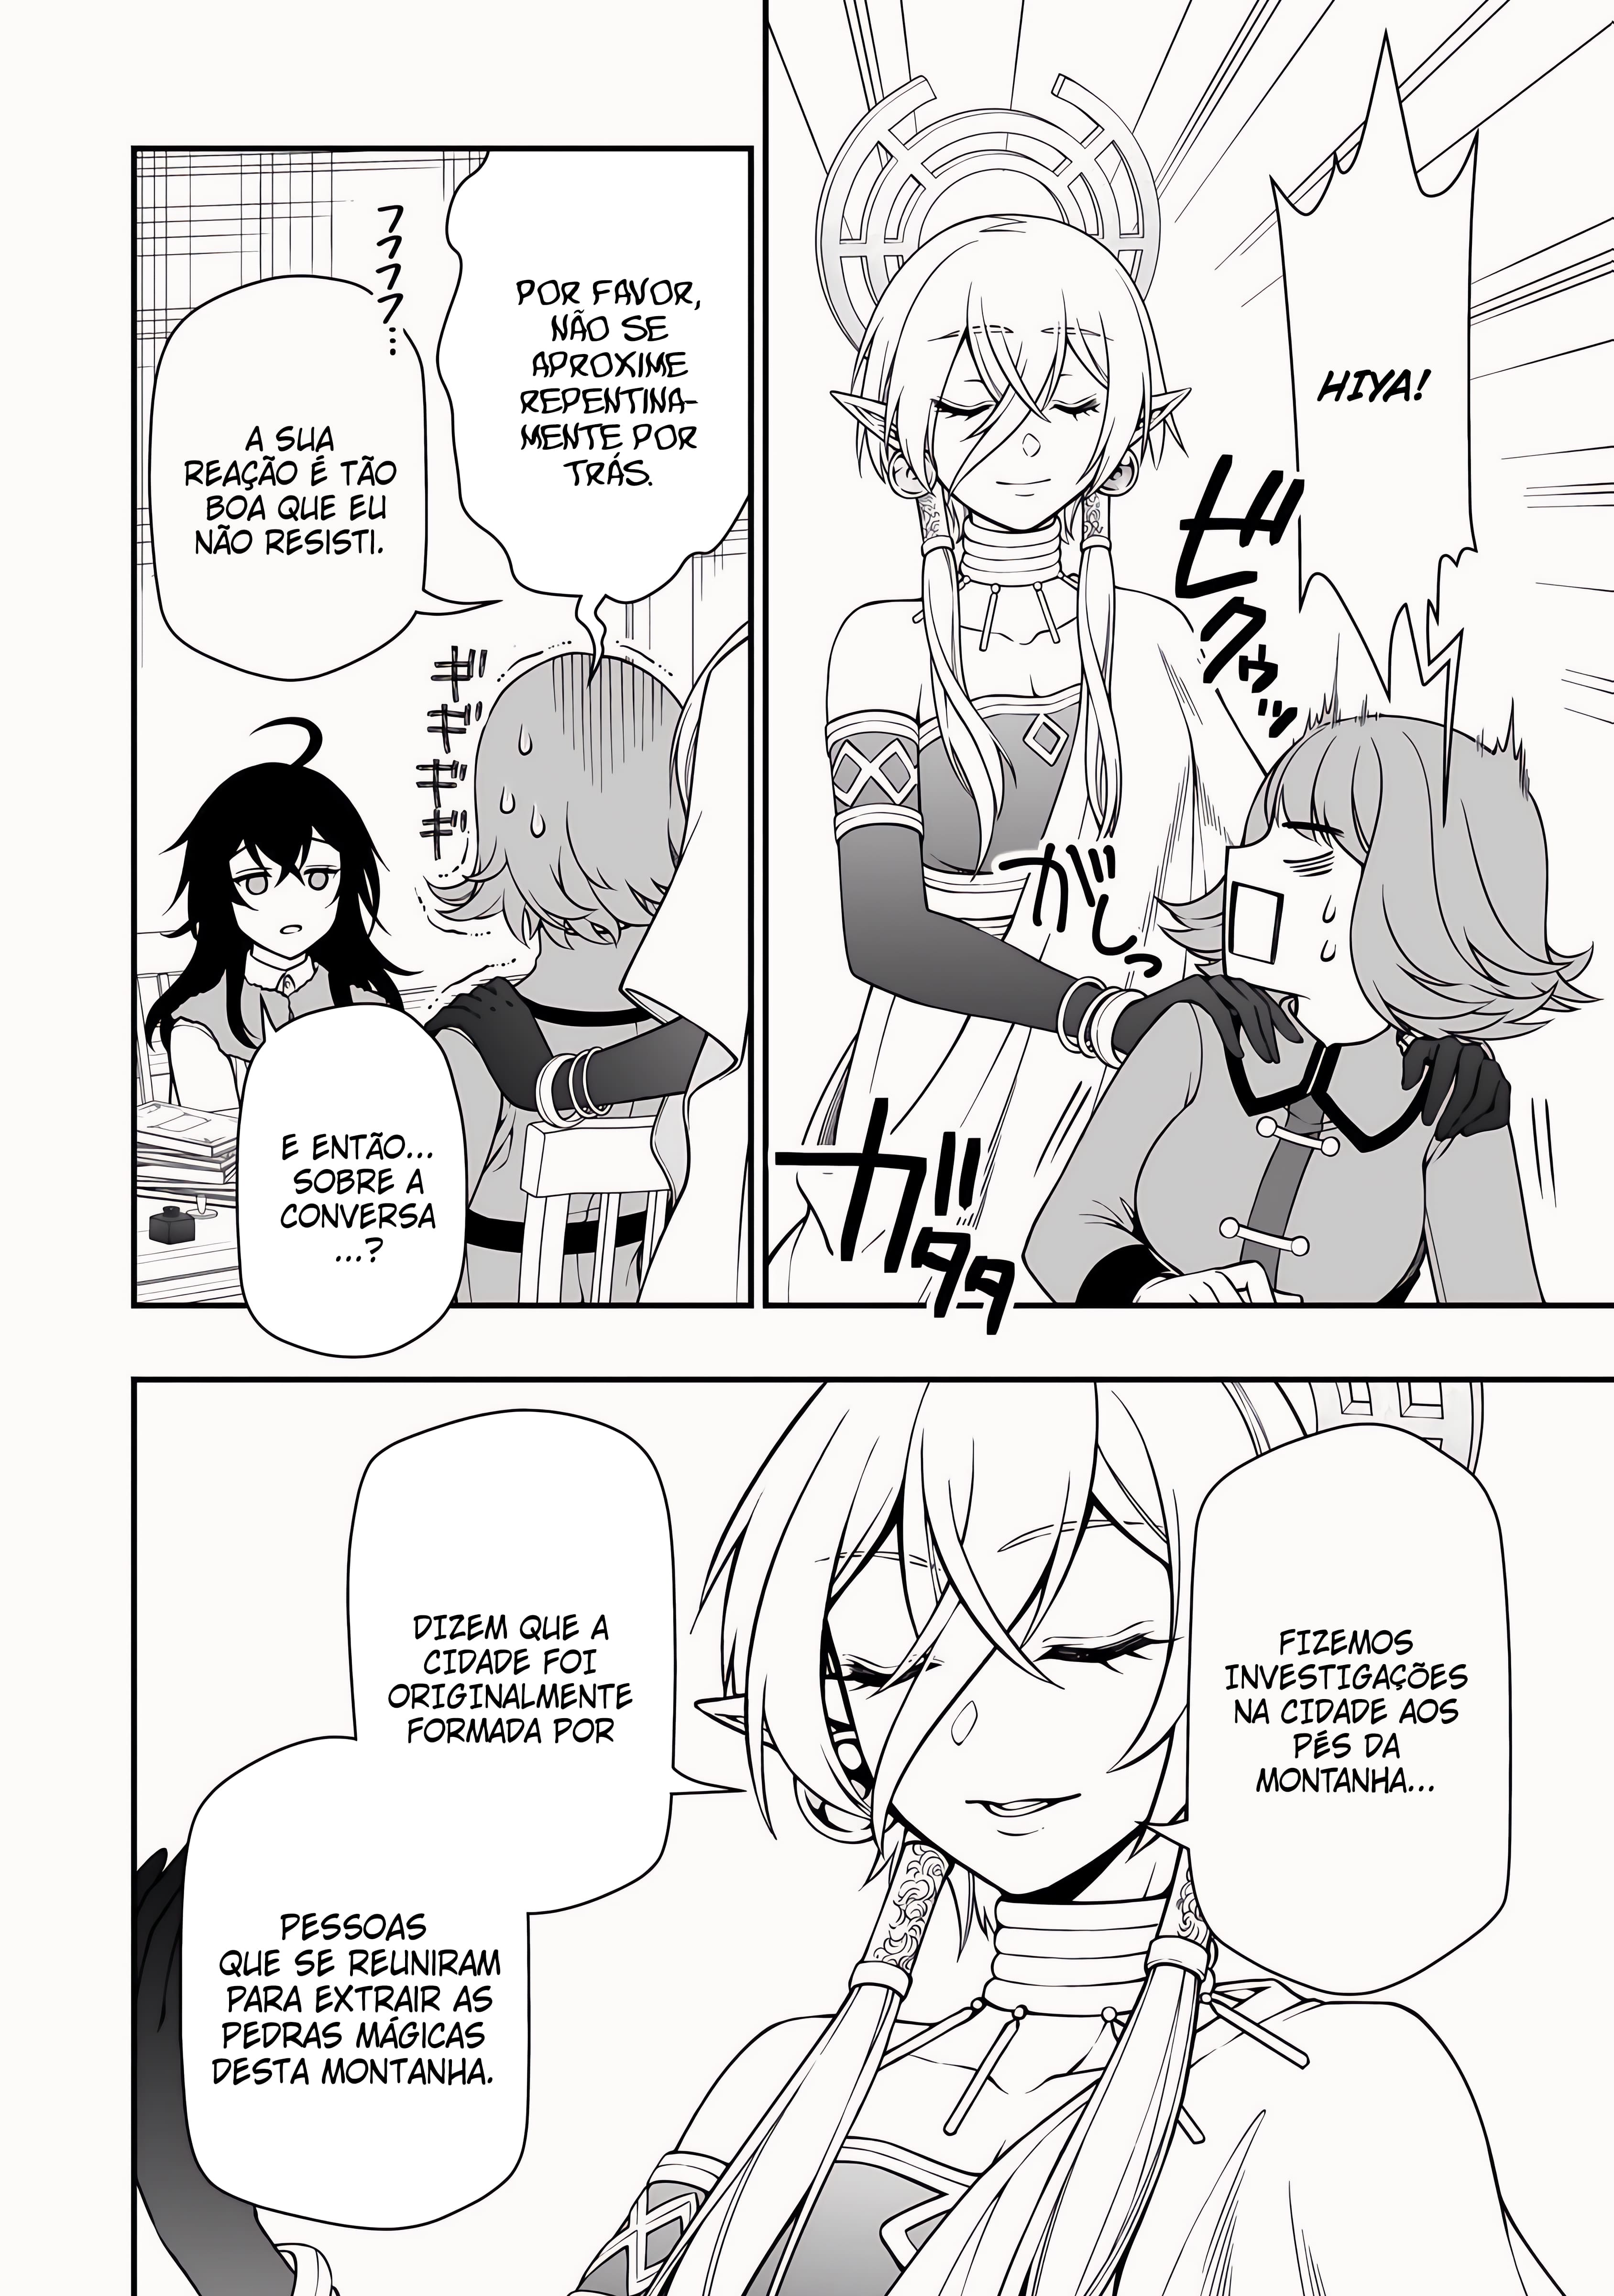 HIYA!
ビクゥッ
がしっ
ガタタ
POR FAVOR,
NÃO SE
APROXIME
REPENTINA-
MENTE POR
TRÁS.
フフフフ…
A SUA
REAÇÃO É TÃO
BOA QUE EU
NÃO RESISTI.
ギギギギ
E ENTÃO...
SOBRE A
CONVERSA
...?
FIZEMOS
INVESTIGAÇÕES
NA CIDADE AOS
PÉS DA
MONTANHA...
DIZEM QUE A
CIDADE FOI
ORIGINALMENTE
FORMADA POR
PESSOAS
QUE SE REUNIRAM
PARA EXTRAIR AS
PEDRAS MÁGICAS
DESTA MONTANHA.